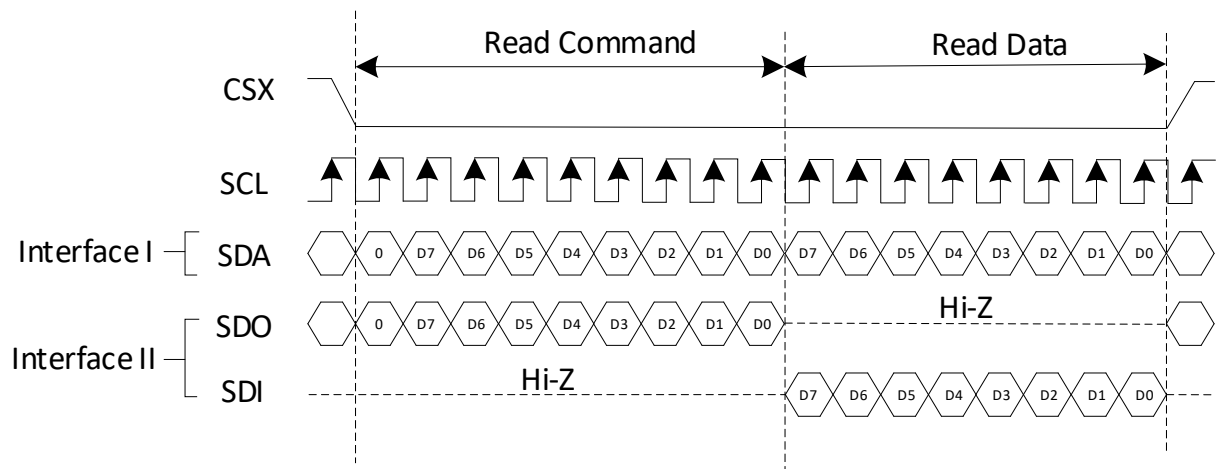 Read Command Read Data
CSX
SCL
Interface I SDA 0 D7 D6 D5 D4 D3 D2 D1 D0 D7 D6 D5 D4 D3 D2 D1 D0
SDO 0 D7 D6 D5 D4 D3 D2 D1 D0 Hi-Z
Interface II
SDI Hi-Z D7 D6 D5 D4 D3 D2 D1 D0